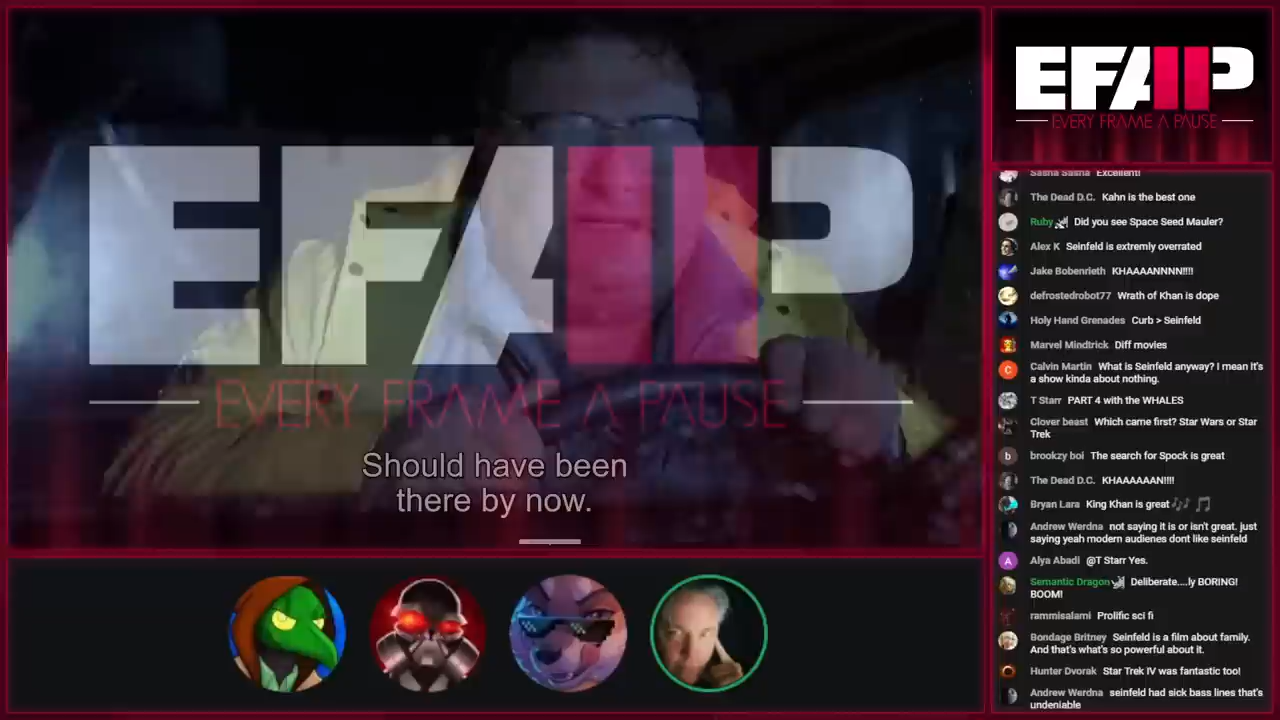 EFAP
EVERY FRAME A PAUSE
Should have been
there by now.
EFAP
EVERY FRAME A PAUSE
Sasha Sasha Excellent!
The Dead D.C. Kahn is the best one
Ruby Did you see Space Seed Mauler?
Alex K Seinfeld is extremly overrated
Jake Bobenrieth KHAAAANNNN!!!!
defrostedrobot77 Wrath of Khan is dope
Holy Hand Grenades Curb > Seinfeld
Marvel Mindtrick Diff movies
C
Calvin Martin What is Seinfeld anyway? I mean it's
a show kinda about nothing.
T Starr PART 4 with the WHALES
Clover beast Which came first? Star Wars or Star
Trek
b
brookzy boi The search for Spock is great
The Dead D.C. KHAAAAAAN!!!!
Bryan Lara King Khan is great🎶 🎵
Andrew Werdna not saying it is or isn't great. just
saying yeah modern audienes dont like seinfeld
A
Alya Abadi @T Starr Yes.
Semantic Dragon Deliberate....ly BORING!
BOOM!
rammisalami Prolific sci fi
Bondage Britney Seinfeld is a film about family.
And that's what's so powerful about it.
Hunter Dvorak Star Trek IV was fantastic too!
Andrew Werdna seinfeld had sick bass lines that's
undeniable